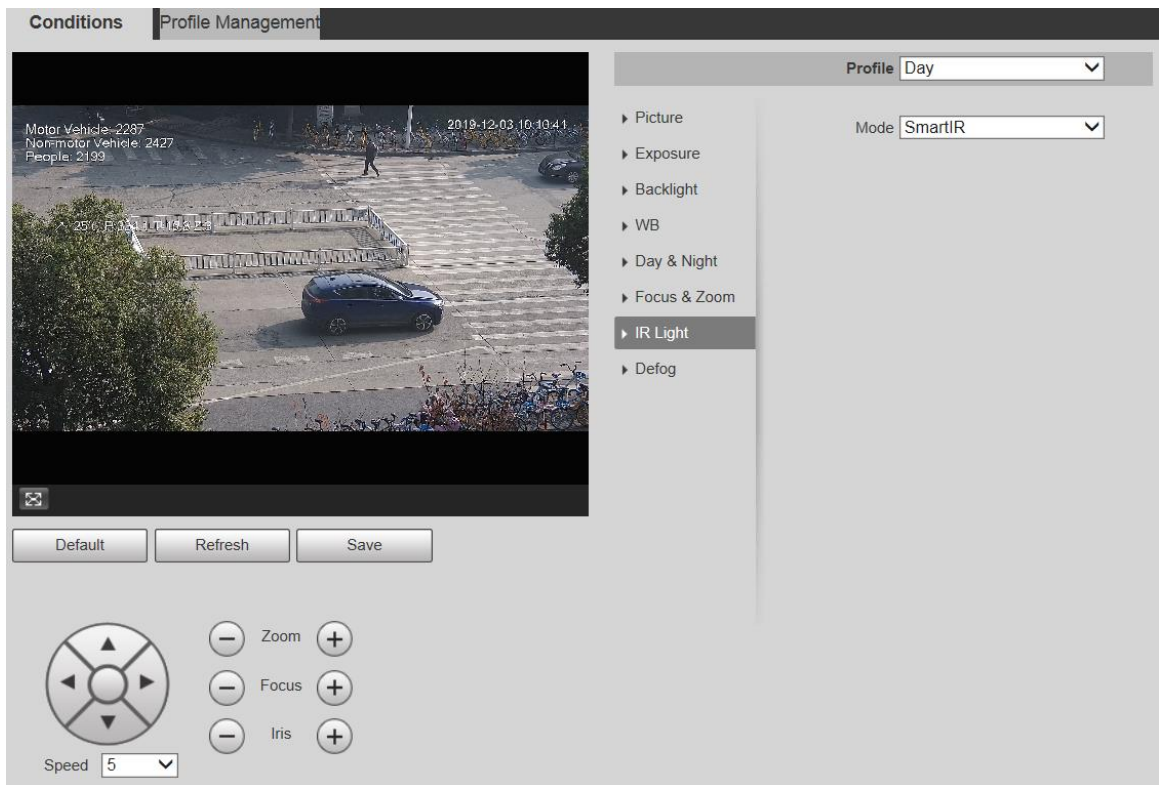 Conditions
Profile Management
Motor Vehicle: 2287
Non-motor Vehicle: 2427
People: 2199
2019-12-03 10:10:41
Default
Refresh
Save
Zoom
Focus
Iris
Speed 5
Profile Day
Picture
Exposure
Backlight
WB
Day & Night
Focus & Zoom
IR Light
Defog
Mode SmartIR